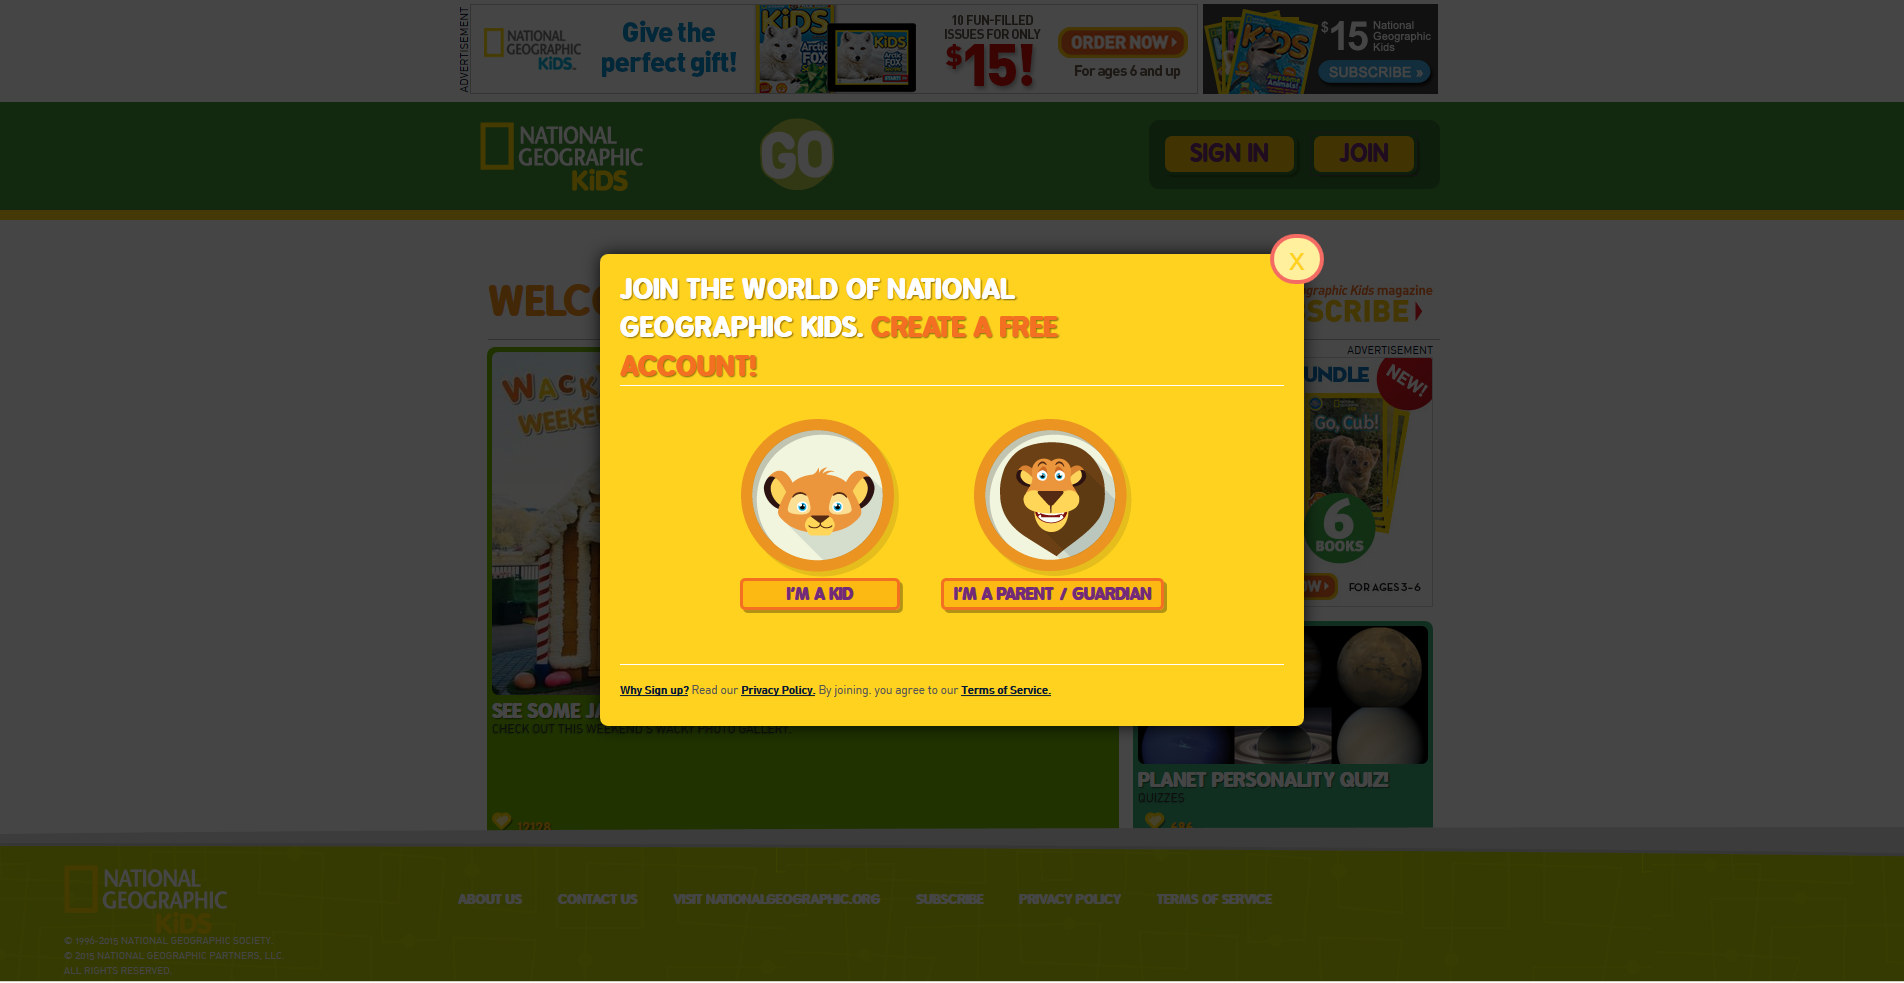 ADVERTISEMENT
NATIONAL
GEOGRAPHIC
KiDS
Give the
perfect gift!
KiDS
Arctic
FOX
KiDS
10 FUN-FILLED
ISSUES FOR ONLY
$15!
ORDER NOW
For ages 6 and up
KiDS
$15 National
Geographic
Kids
SUBSCRIBE »
NATIONAL
GEOGRAPHIC
KiDS
GO
SIGN IN
JOIN
X
JOIN THE WORLD OF NATIONAL
GEOGRAPHIC KIDS. CREATE A FREE
ACCOUNT!
I'M A KID
I'M A PARENT / GUARDIAN
Why Sign up? Read our Privacy Policy. By joining, you agree to our Terms of Service.
WELC
graphic Kids magazine
SCRIBE
ADVERTISEMENT
UNDLE
NEW!
Go, Cub!
6
BOOKS
OW
FOR AGES 3-6
WACK
WEEKE
SEE SOME JA
CHECK OUT THIS WEEKEND'S WACKY PHOTO GALLERY.
12128
PLANET PERSONALITY QUIZ!
QUIZZES
686
NATIONAL
GEOGRAPHIC
KiDS
© 1996-2015 NATIONAL GEOGRAPHIC SOCIETY.
© 2015 NATIONAL GEOGRAPHIC PARTNERS, LLC.
ALL RIGHTS RESERVED.
ABOUT US
CONTACT US
VISIT NATIONALGEOGRAPHIC.ORG
SUBSCRIBE
PRIVACY POLICY
TERMS OF SERVICE